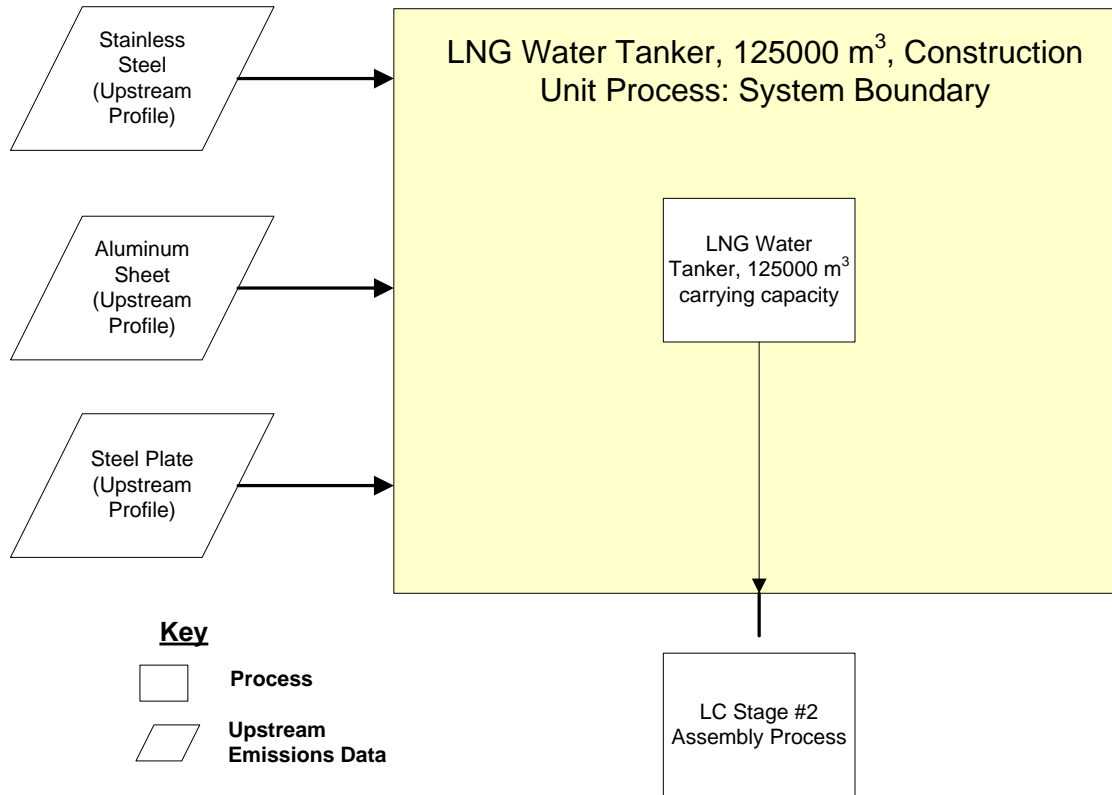 Stainless
Steel
(Upstream
Profile)
LNG Water Tanker, 125000 m³, Construction
Unit Process: System Boundary
Aluminum
Sheet
(Upstream
Profile)
LNG Water
Tanker, 125000 m³
carrying capacity
Steel Plate
(Upstream
Profile)
Key
Process
Upstream
Emissions Data
LC Stage #2
Assembly Process